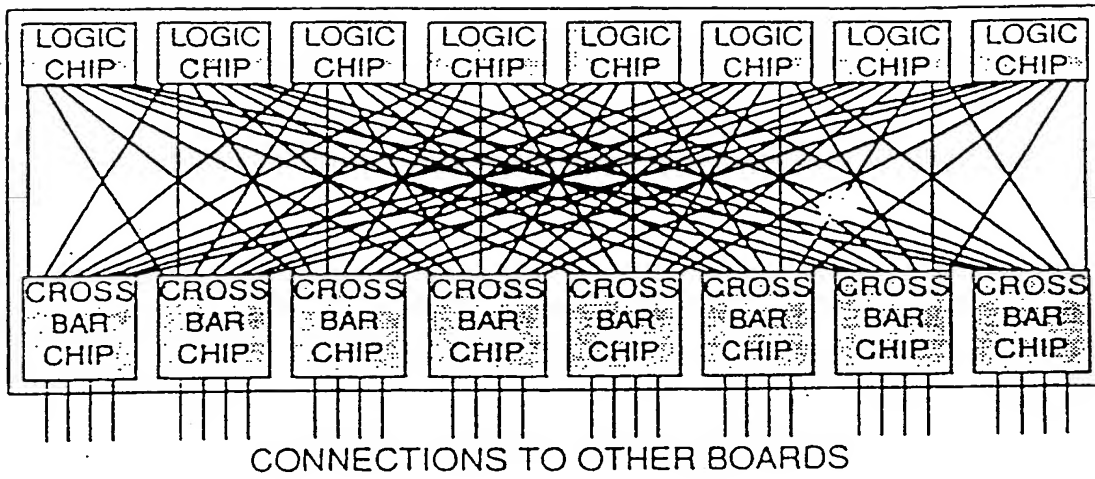 LOGIC LOGIC LOGIC LOGIC LOGIC LOGIC LOGIC LOGIC
CHIP CHIP CHIP CHIP CHIP CHIP CHIP CHIP
CROSS CROSS CROSS CROSS CROSS CROSS CROSS CROSS
BAR BAR BAR BAR BAR BAR BAR BAR
CHIP CHIP CHIP CHIP CHIP CHIP CHIP CHIP
CONNECTIONS TO OTHER BOARDS